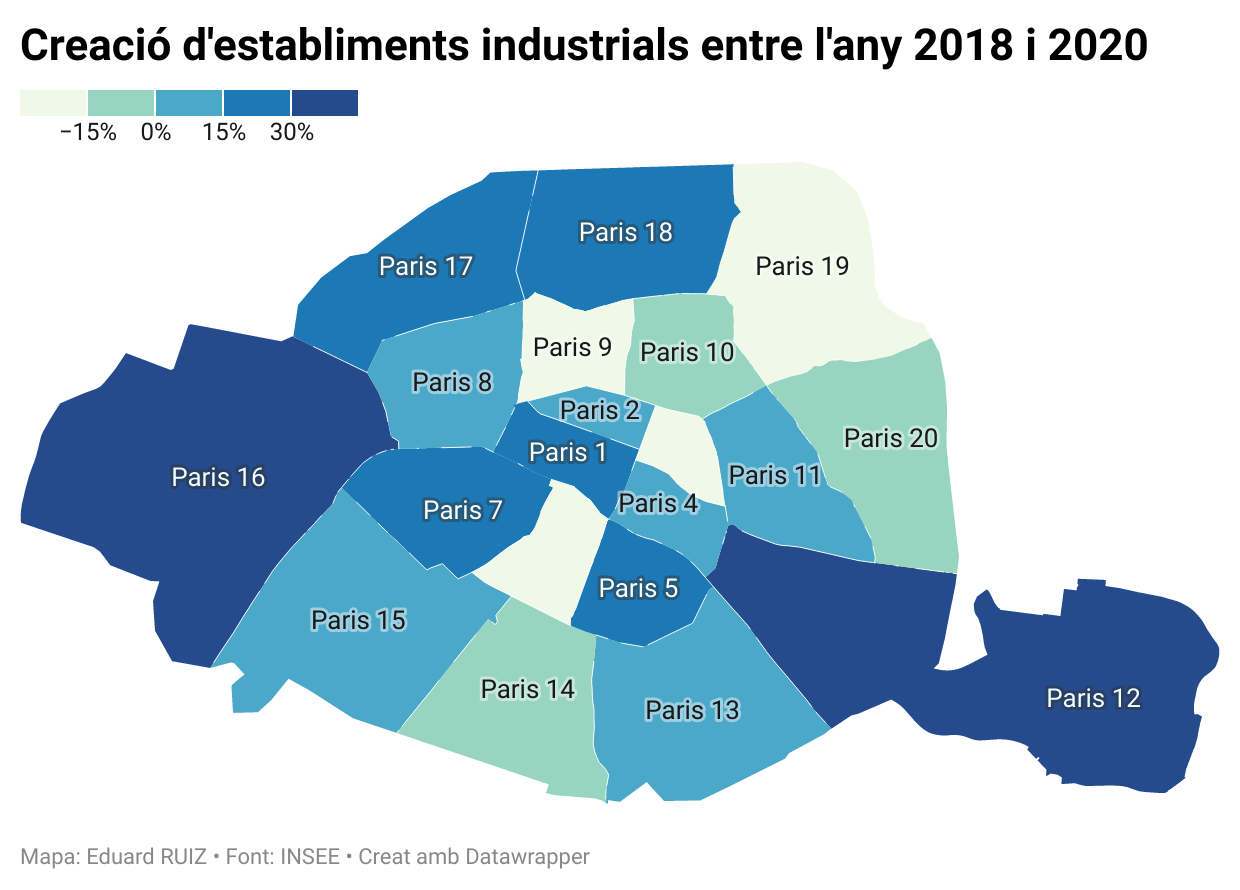 Creació d'establiments industrials entre l'any 2018 i 2020
−15% 0% 15% 30%
Paris 18
Paris 17
Paris 19
Paris 9
Paris 10
Paris 8
Paris 2
Paris 20
Paris 1
Paris 11
Paris 16
Paris 4
Paris 7
Paris 5
Paris 15
Paris 14
Paris 12
Paris 13
Mapa: Eduard RUIZ • Font: INSEE • Creat amb Datawrapper